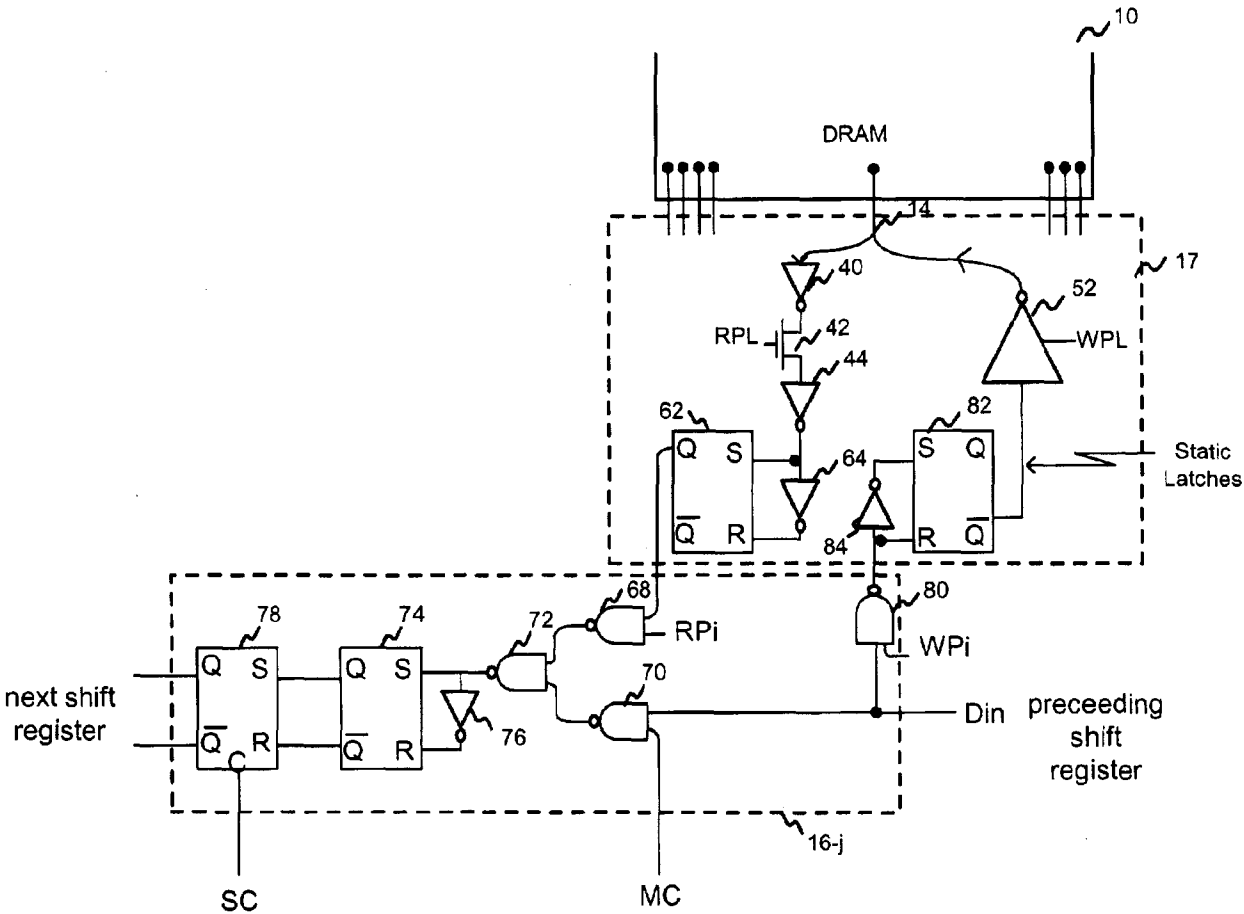 10
DRAM
14
17
40
52
RPL
42
WPL
44
62
82
Q
S
64
S
Q
Static
Latches
Q
R
84
R
Q
80
68
78
74
72
RPi
WPi
Q
S
Q
S
70
next shift
register
Din
preceeding
shift
register
Q
R
Q
R
76
C
16-j
SC
MC